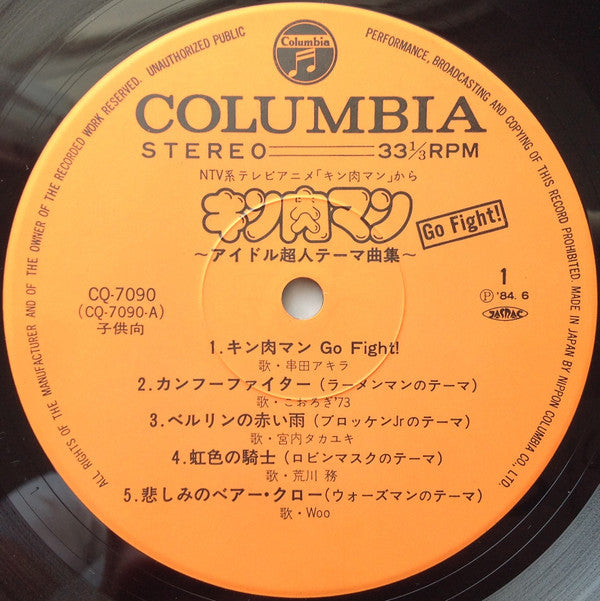 ALL RIGHTS OF THE MANUFACTURER AND OF THE OWNER OF THE RECORDED WORK RESERVED. UNAUTHORIZED PUBLIC PERFORMANCE, BROADCASTING AND COPYING OF THIS RECORD PROHIBITED. MADE IN JAPAN BY NIPPON COLUMBIA CO., LTD.
Columbia
COLUMBIA
STEREO 33 1/3 RPM
NTV系テレビアニメ「キン肉マン」から
キン肉マン
にく
Go Fight!
〜アイドル超人テーマ曲集〜
CQ-7090
(CQ-7090-A)
子供向
1
Ⓟ'84.6
JASRAC
1.キン肉マン Go Fight!
歌・串田アキラ
2.カンフーファイター(ラーメンマンのテーマ)
歌・こおろぎ'73
3.ベルリンの赤い雨(ブロッケンJrのテーマ)
歌・宮内タカユキ
4.虹色の騎士(ロビンマスクのテーマ)
歌・荒川 務
5.悲しみのベアー・クロー(ウォーズマンのテーマ)
歌・Woo